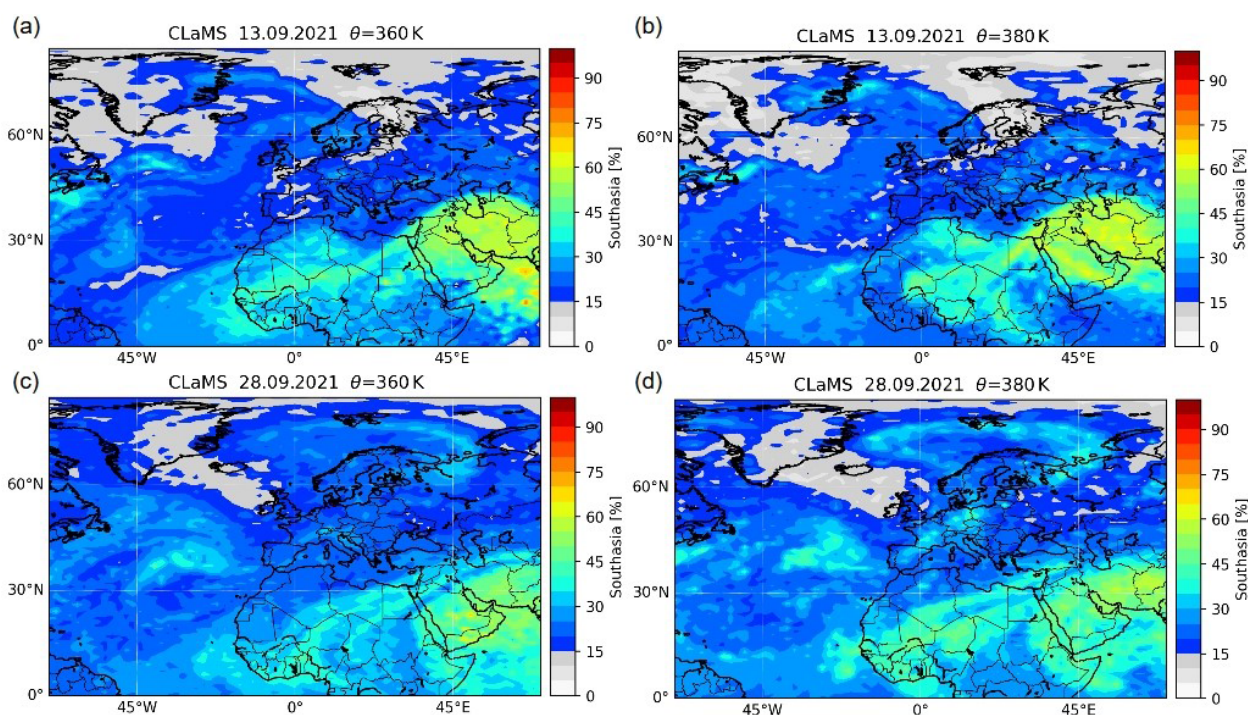 (a)
CLaMS 13.09.2021 θ=360 K
60°N
30°N
0°
45°W
0°
45°E
90
75
60
45
30
15
0
Southasia [%]
(b)
CLaMS 13.09.2021 θ=380 K
60°N
30°N
0°
45°W
0°
45°E
90
75
60
45
30
15
0
Southasia [%]
(c)
CLaMS 28.09.2021 θ=360 K
60°N
30°N
0°
45°W
0°
45°E
90
75
60
45
30
15
0
Southasia [%]
(d)
CLaMS 28.09.2021 θ=380 K
60°N
30°N
0°
45°W
0°
45°E
90
75
60
45
30
15
0
Southasia [%]